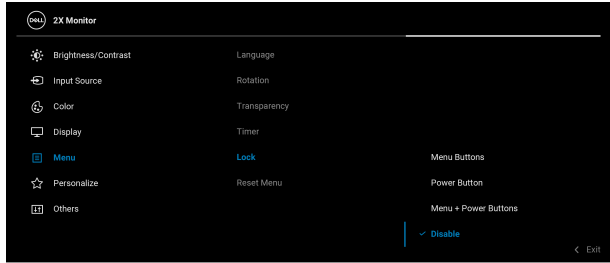 DELL 2X Monitor
Brightness/Contrast Language
Input Source Rotation
Color Transparency
Display Timer
Menu Lock Menu Buttons
Personalize Reset Menu Power Button
Others Menu + Power Buttons
Disable
Exit